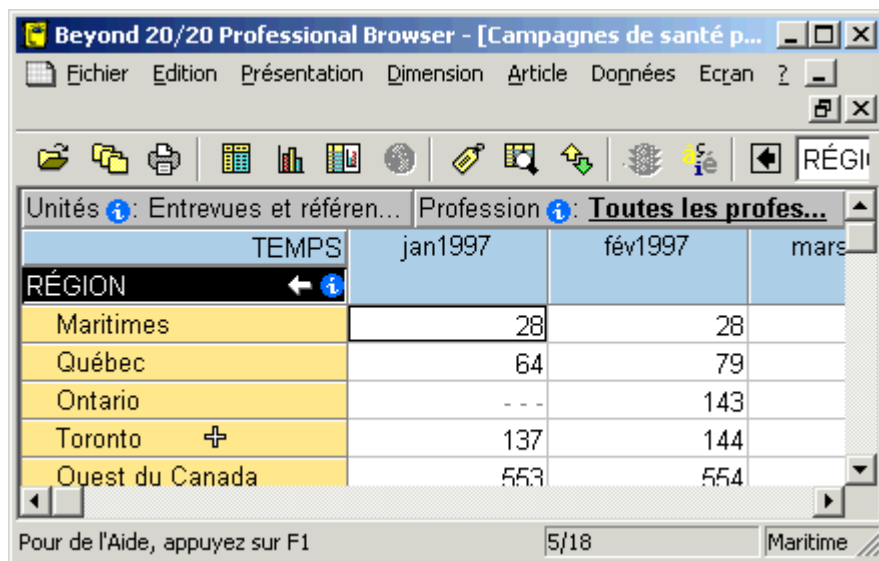 Beyond 20/20 Professional Browser - [Campagnes de santé p...
Fichier Edition Présentation Dimension Article Données Ecran ?
RÉGI
Unités i: Entrevues et référen... Profession i: Toutes les profes...
TEMPS jan1997 fév1997 mars
RÉGION
Maritimes 28 28
Québec 64 79
Ontario - - - 143
Toronto 137 144
Ouest du Canada 553 554
Pour de l'Aide, appuyez sur F1 5/18 Maritime